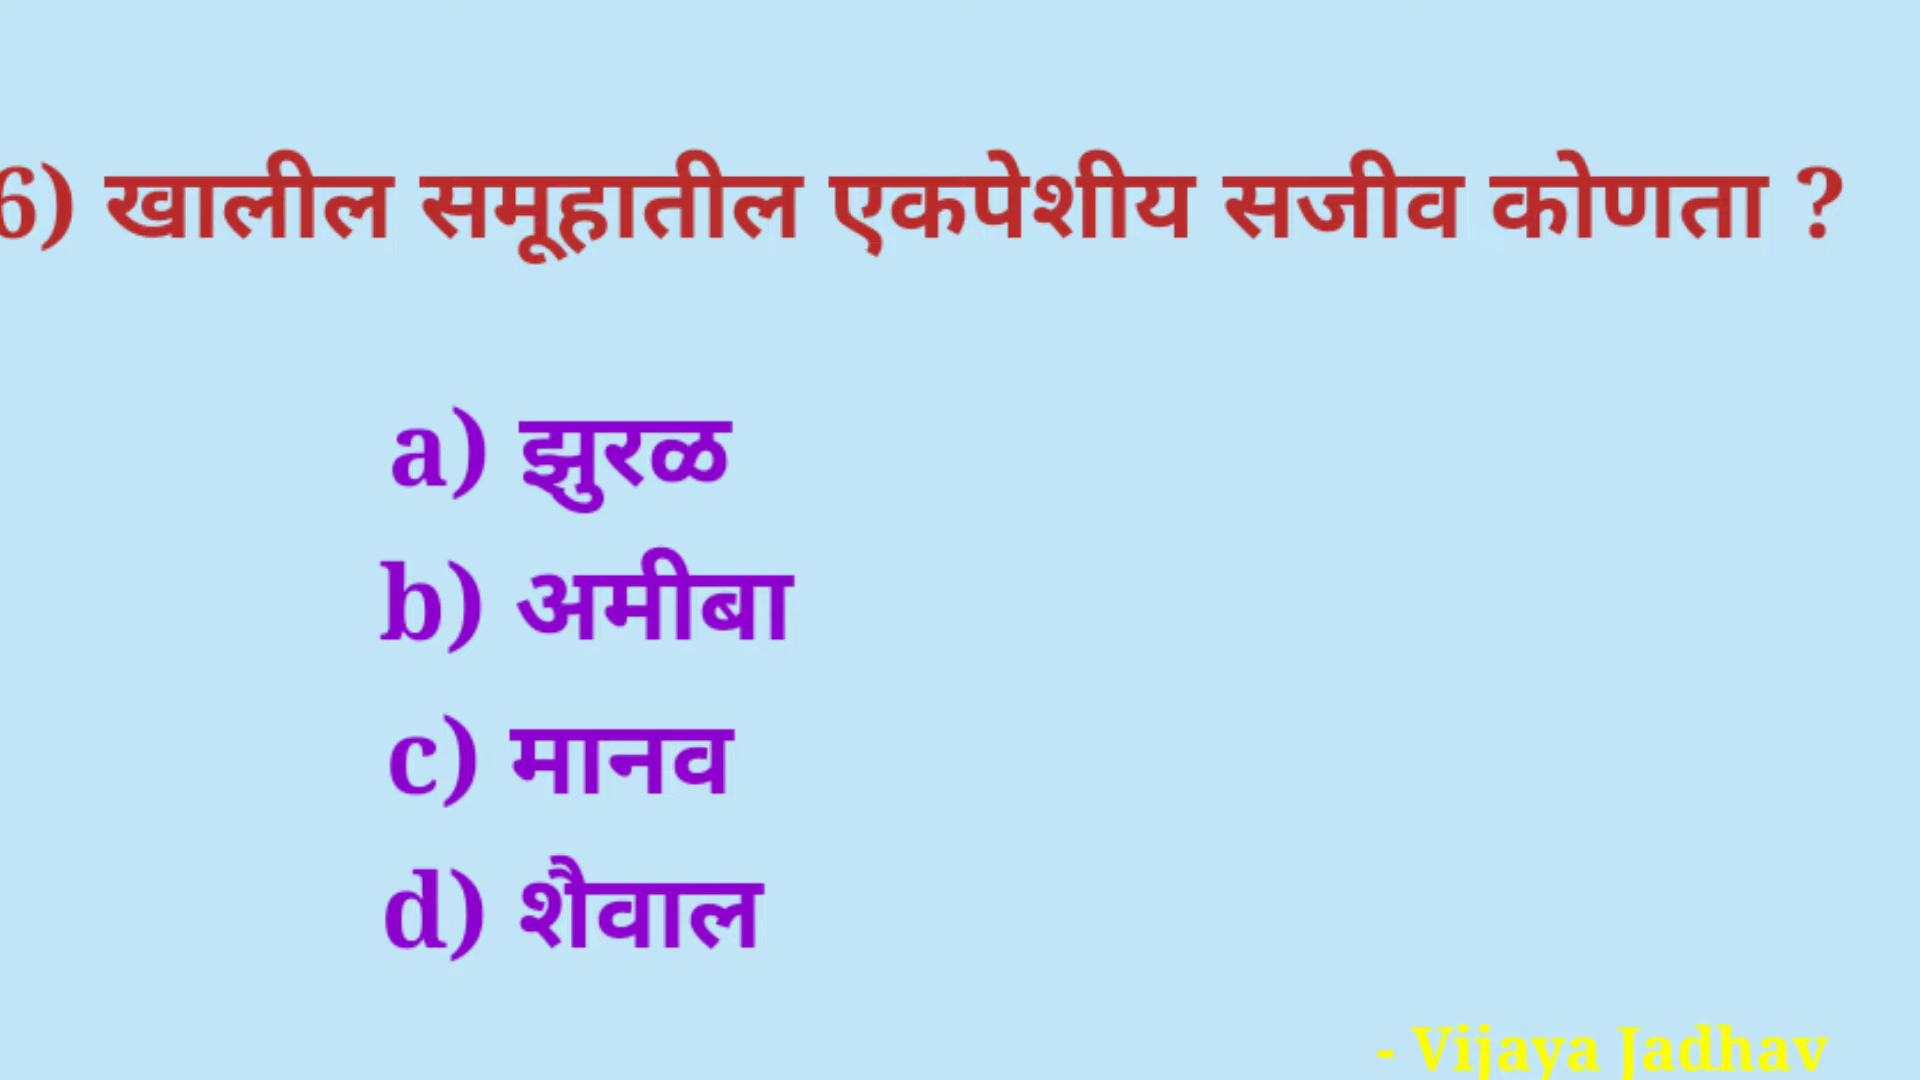 6) खालील समूहातील एकपेशीय सजीव कोणता ?
a) झुरळ
b) अमीबा
c) मानव
d) शैवाल
- Vijaya Jadhav